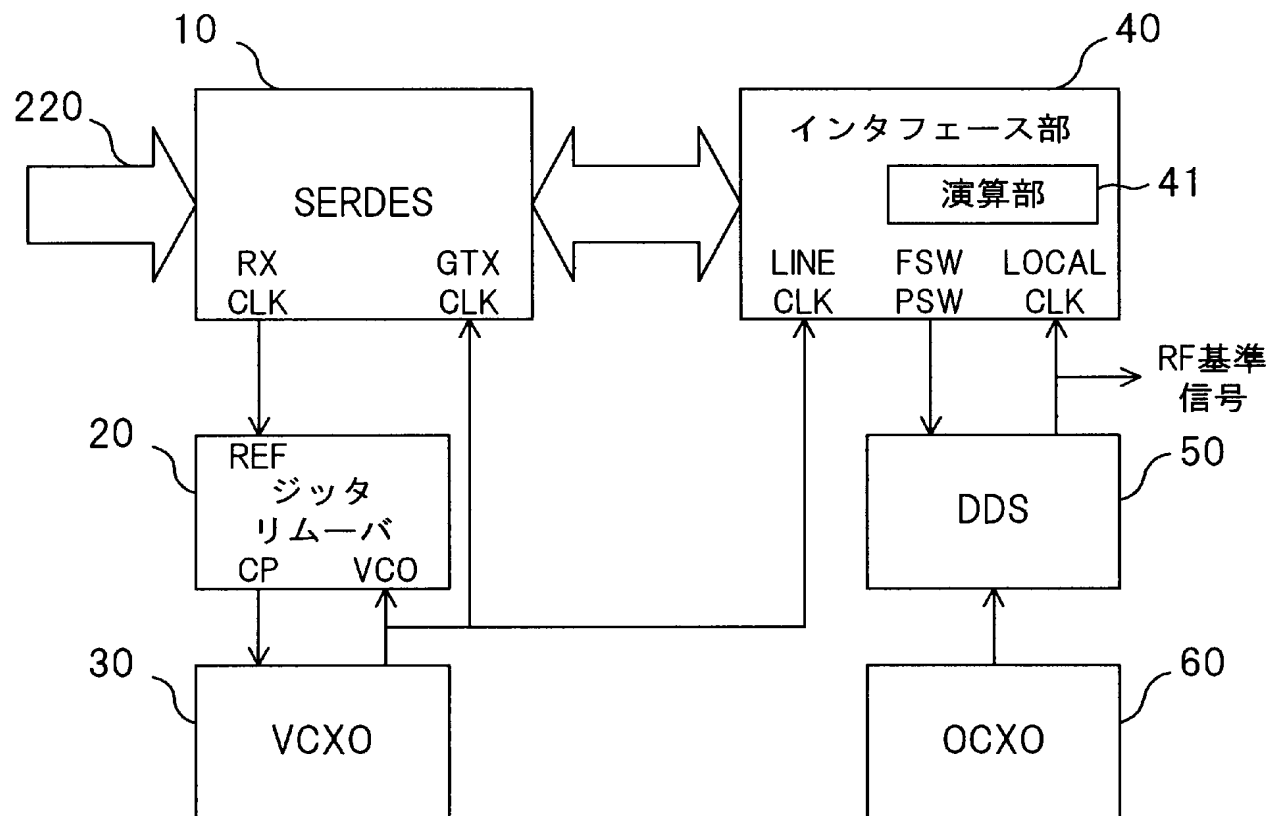 10
40
220
インタフェース部
SERDES
演算部
41
RX
CLK
GTX
CLK
LINE
CLK
FSW
PSW
LOCAL
CLK
RF基準
信号
20
REF
ジッタ
リムーバ
CP
VCO
50
DDS
30
VCXO
60
OCXO